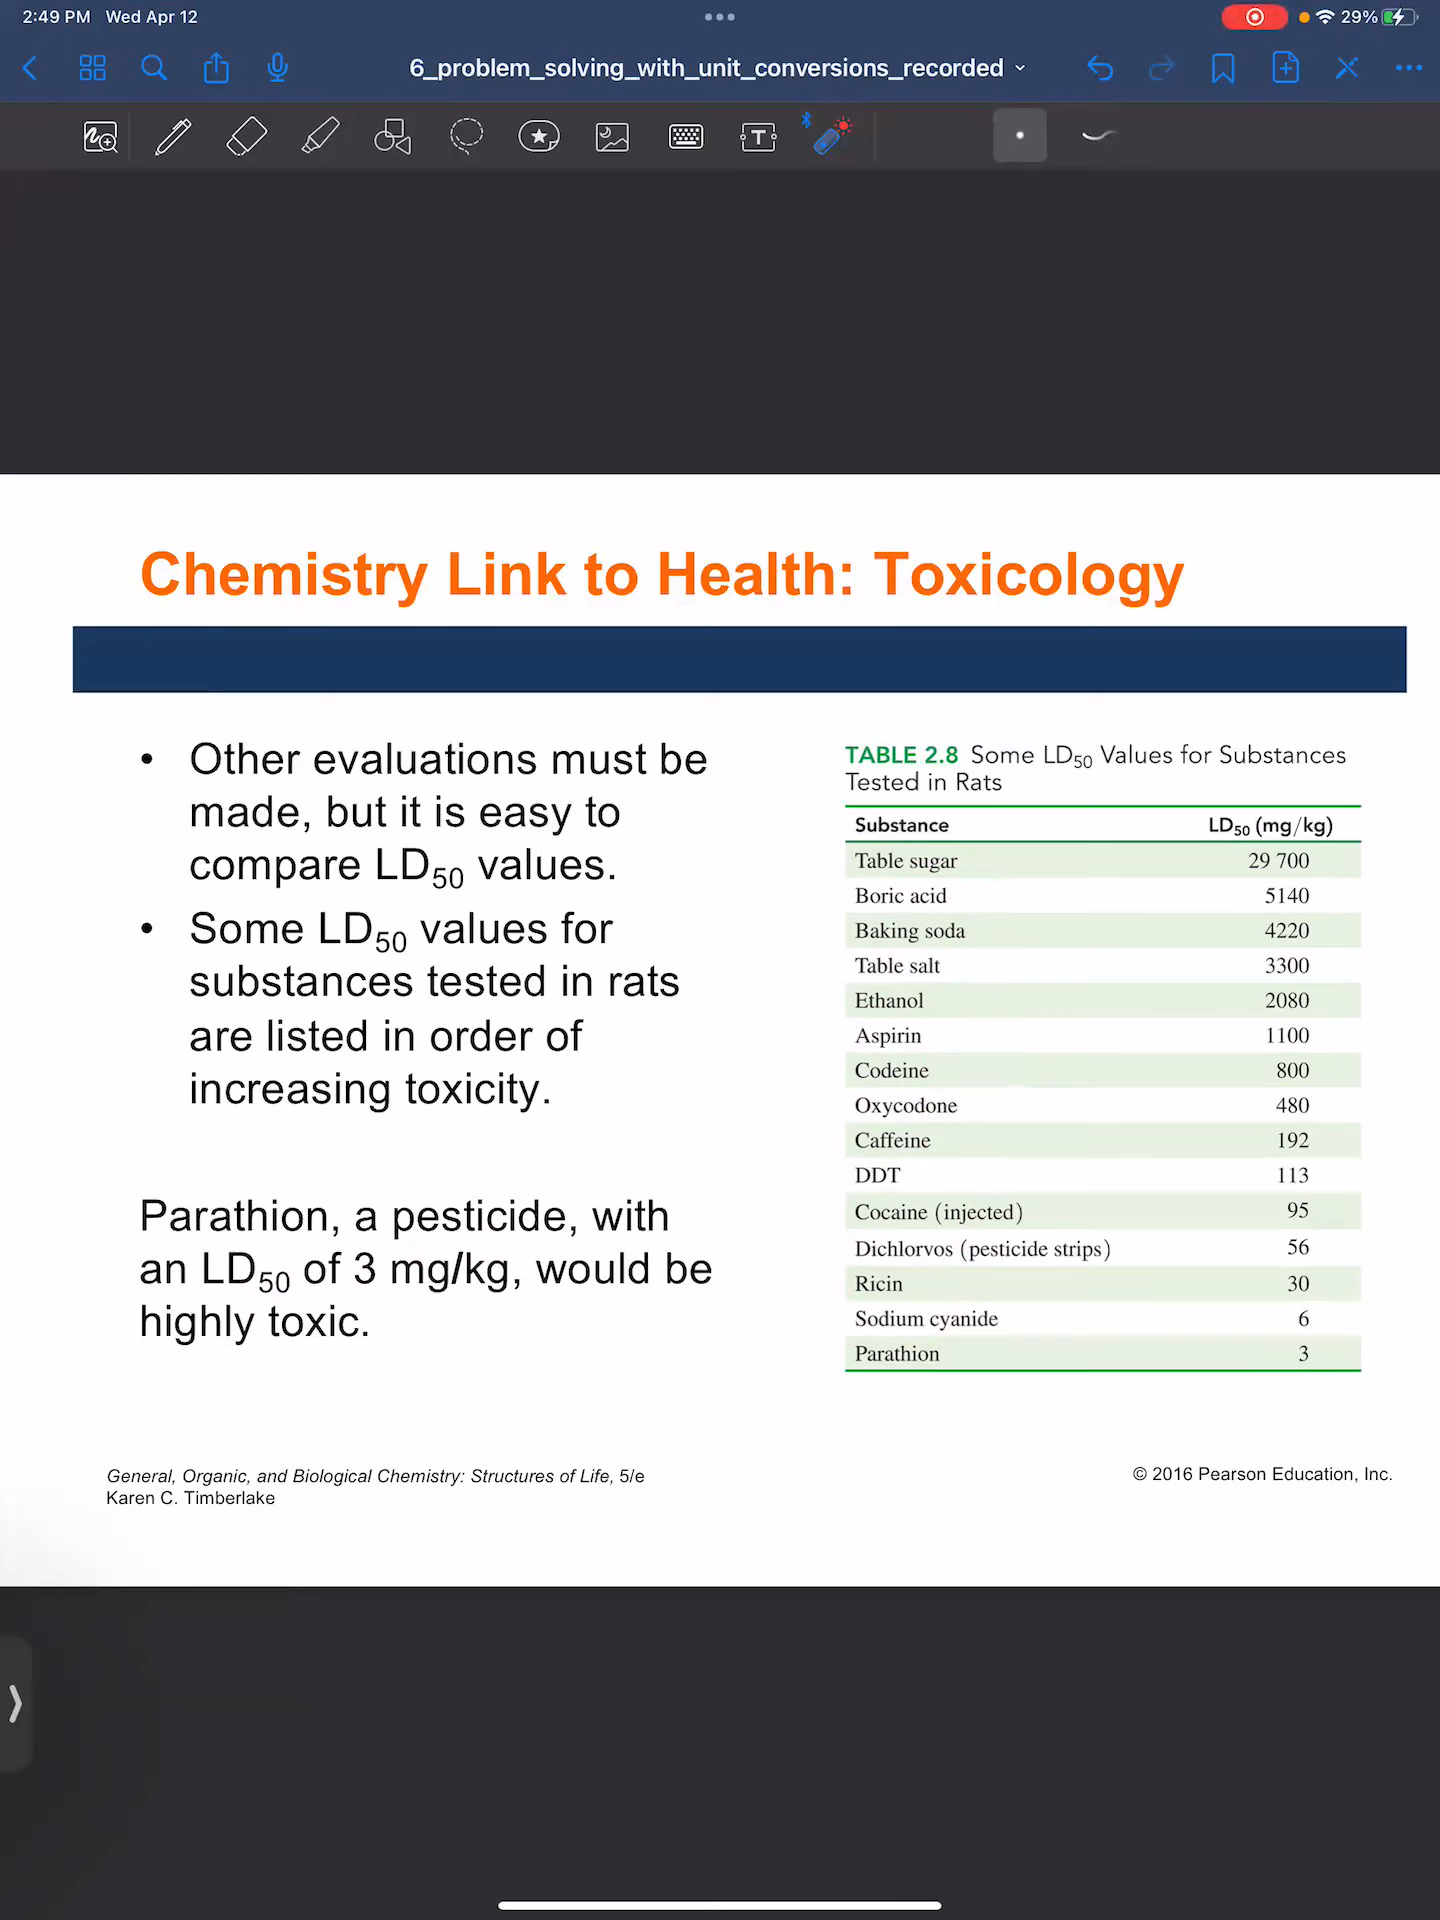 2:49 PM Wed Apr 12
29%
6_problem_solving_with_unit_conversions_recorded
T
Chemistry Link to Health: Toxicology
• Other evaluations must be
made, but it is easy to
compare LD50 values.
• Some LD50 values for
substances tested in rats
are listed in order of
increasing toxicity.
Parathion, a pesticide, with
an LD50 of 3 mg/kg, would be
highly toxic.
TABLE 2.8 Some LD50 Values for Substances
Tested in Rats
Substance LD50 (mg/kg)
Table sugar 29 700
Boric acid 5140
Baking soda 4220
Table salt 3300
Ethanol 2080
Aspirin 1100
Codeine 800
Oxycodone 480
Caffeine 192
DDT 113
Cocaine (injected) 95
Dichlorvos (pesticide strips) 56
Ricin 30
Sodium cyanide 6
Parathion 3
General, Organic, and Biological Chemistry: Structures of Life, 5/e
Karen C. Timberlake
© 2016 Pearson Education, Inc.